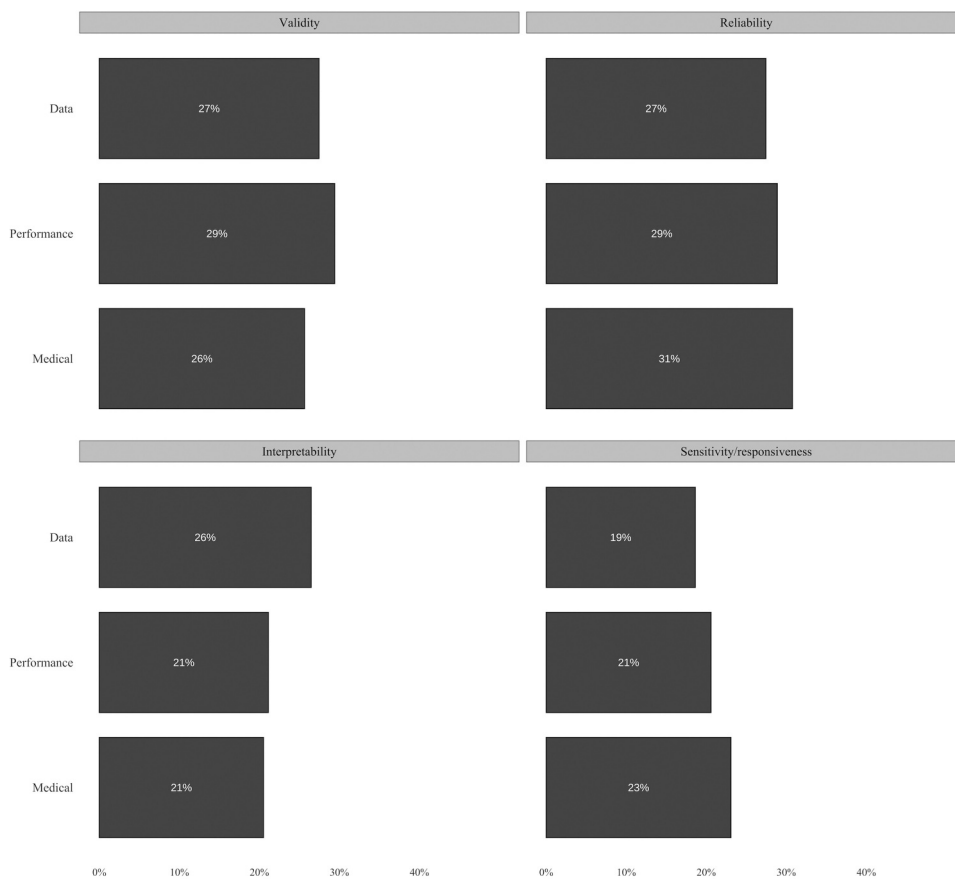 Validity
Reliability
Data
27%
27%
Performance
29%
29%
Medical
26%
31%
Interpretability
Sensitivity/responsiveness
Data
26%
19%
Performance
21%
21%
Medical
21%
23%
0%
10%
20%
30%
40%
0%
10%
20%
30%
40%